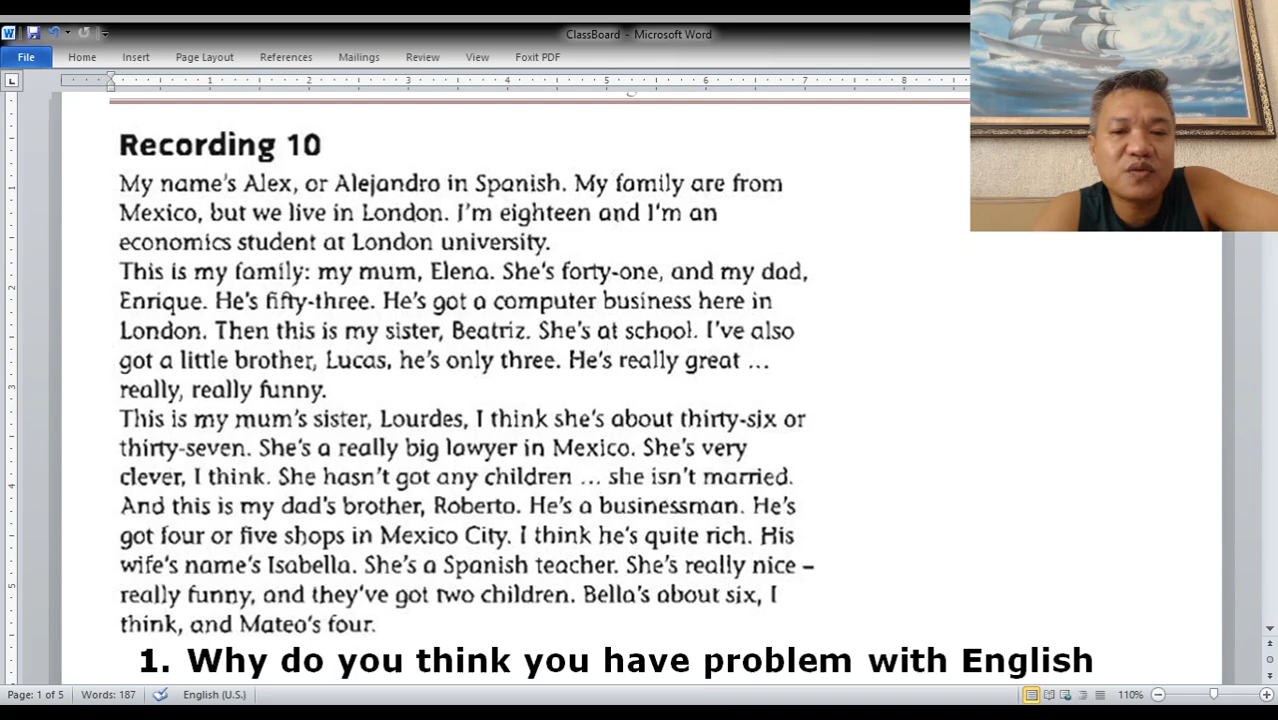 ClassBoard - Microsoft Word
File Home Insert Page Layout References Mailings Review View Foxit PDF
1 2 3 4 5 6 7 8
Recording 10
My name's Alex, or Alejandro in Spanish. My family are from
Mexico, but we live in London. I'm eighteen and I'm an
economics student at London university.
This is my family: my mum, Elena. She's forty-one, and my dad,
Enrique. He's fifty-three. He's got a computer business here in
London. Then this is my sister, Beatriz. She's at school. I've also
got a little brother, Lucas, he's only three. He's really great ...
really, really funny.
This is my mum's sister, Lourdes, I think she's about thirty-six or
thirty-seven. She's a really big lawyer in Mexico. She's very
clever, I think. She hasn't got any children ... she isn't married.
And this is my dad's brother, Roberto. He's a businessman. He's
got four or five shops in Mexico City. I think he's quite rich. His
wife's name's Isabella. She's a Spanish teacher. She's really nice –
really funny, and they've got two children. Bella's about six, I
think, and Mateo's four.
1. Why do you think you have problem with English
Page: 1 of 5 Words: 187 English (U.S.) 110%